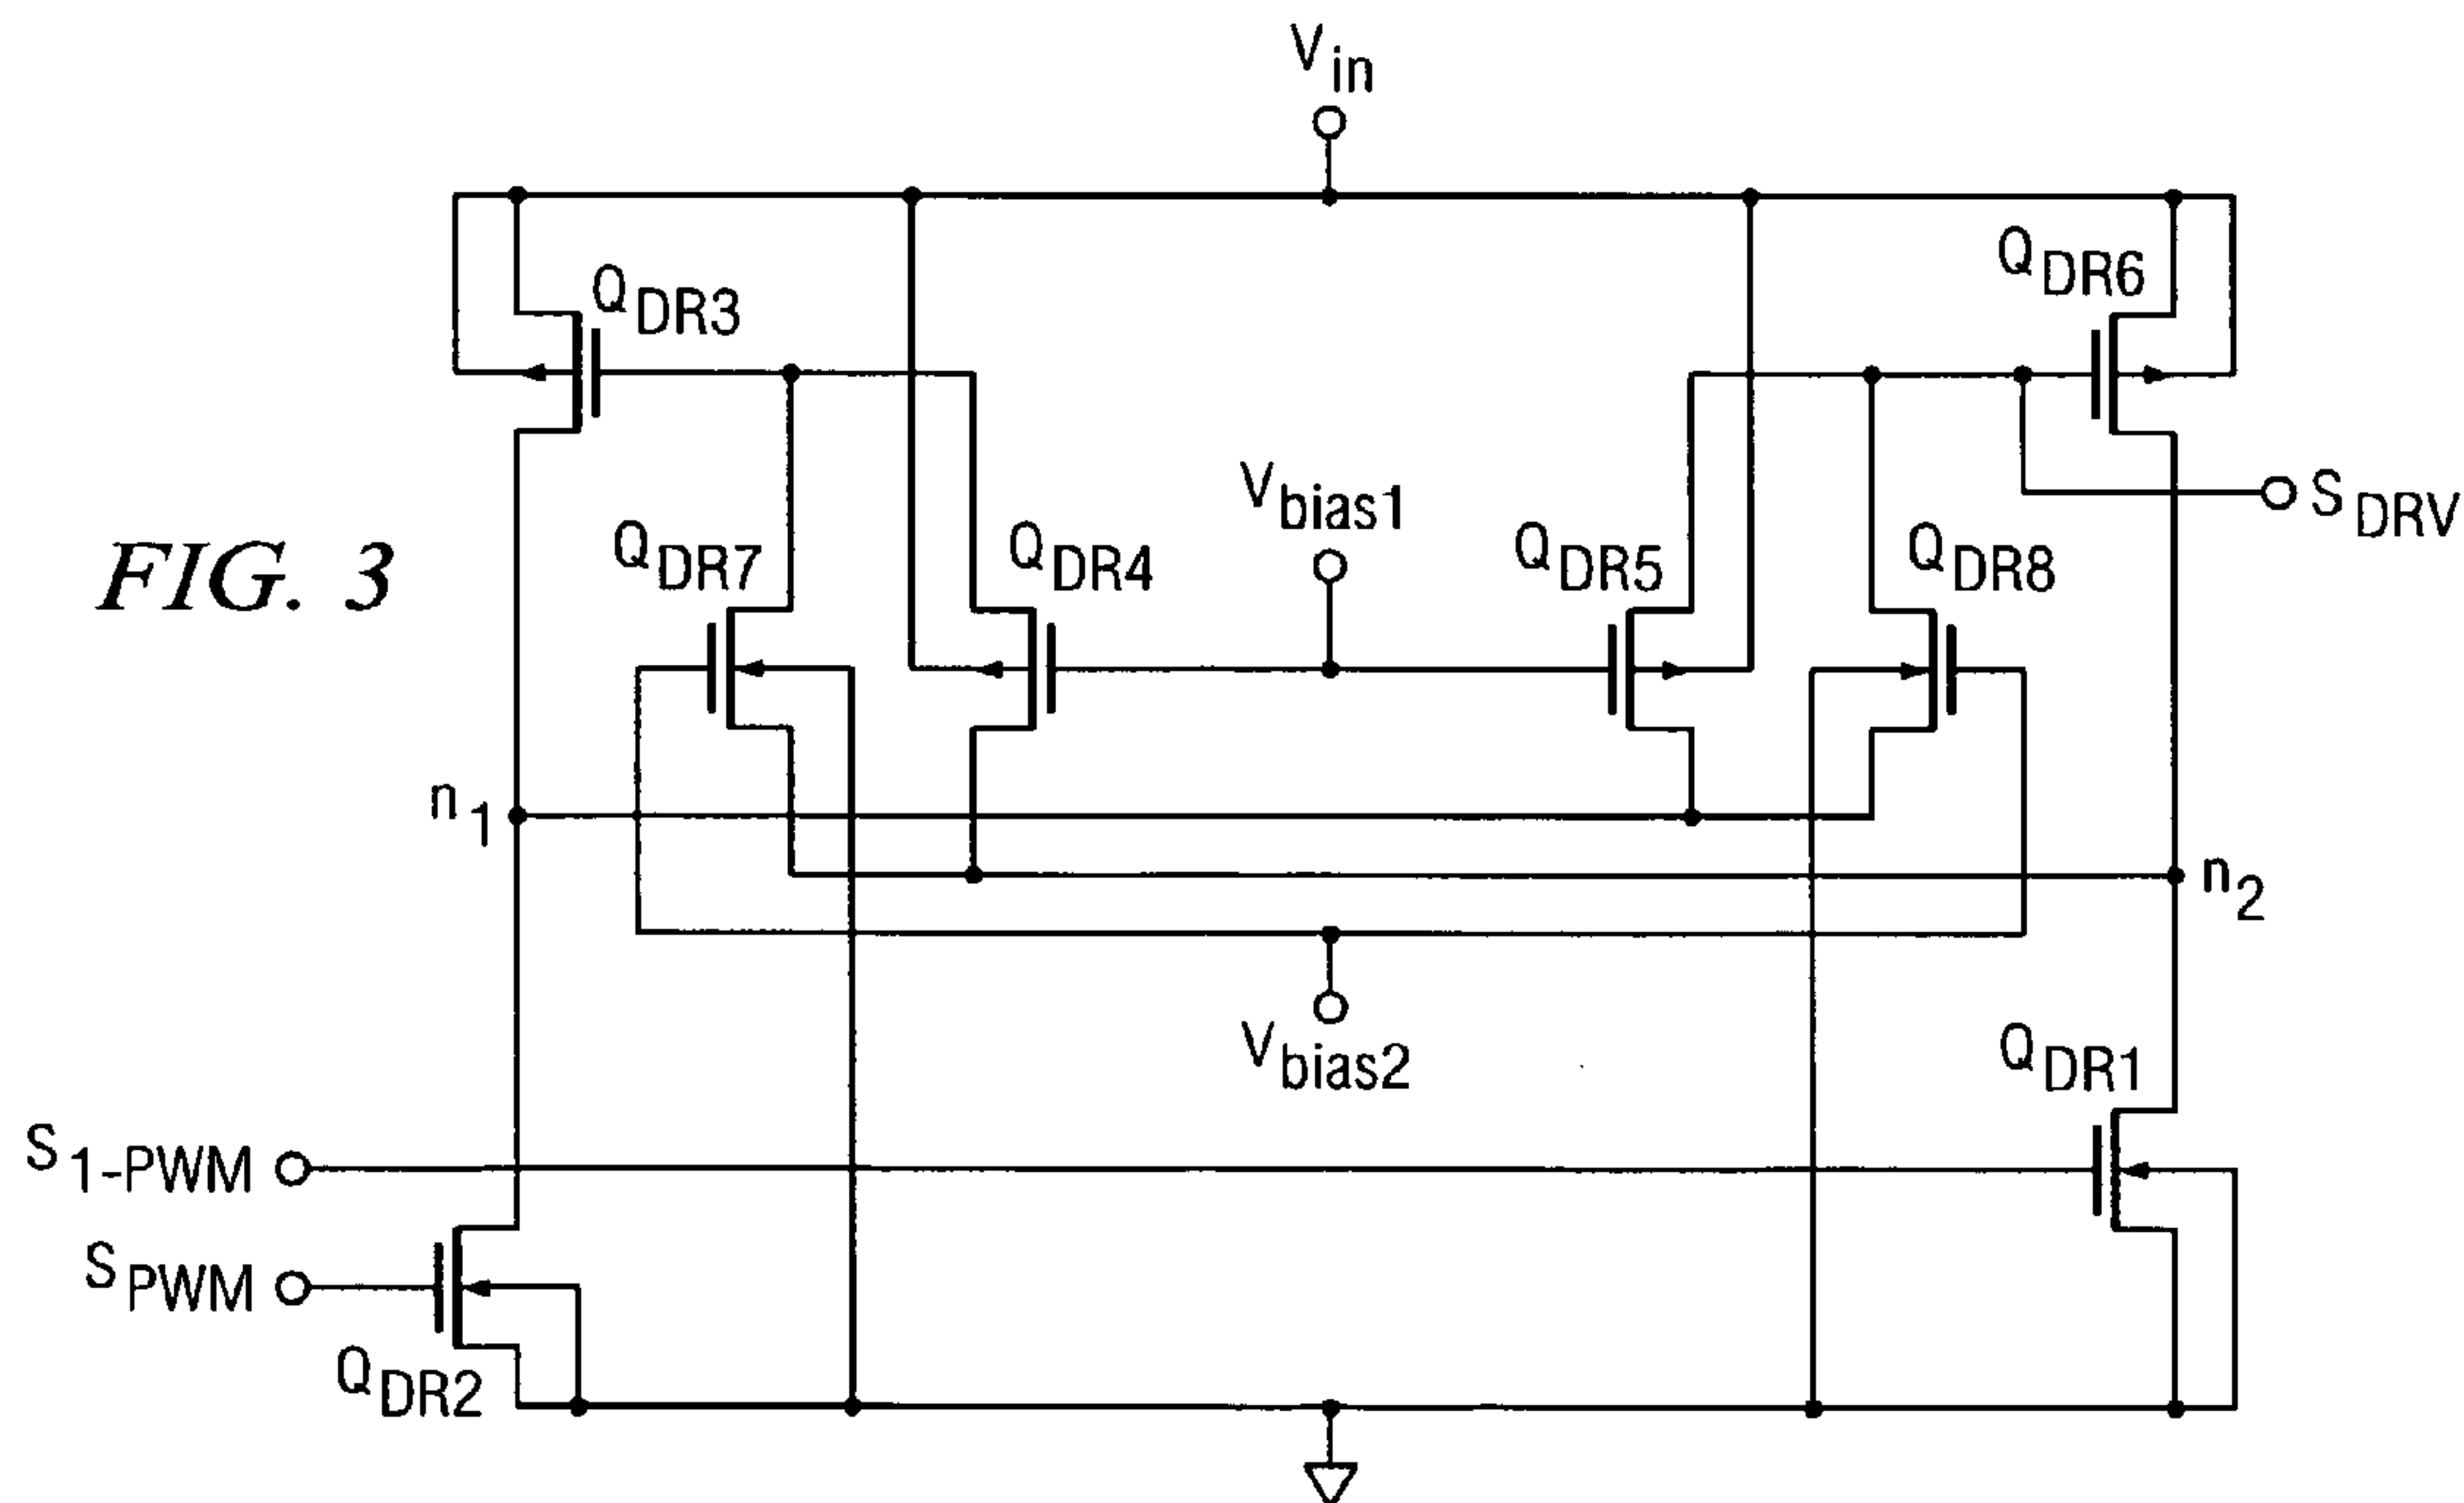 Vin
QDR3
QDR6
SDRV
Vbias1
FIG. 3
QDR7
QDR4
QDR5
QDR8
n1
n2
Vbias2
QDR1
S1-PWM
SPWM
QDR2